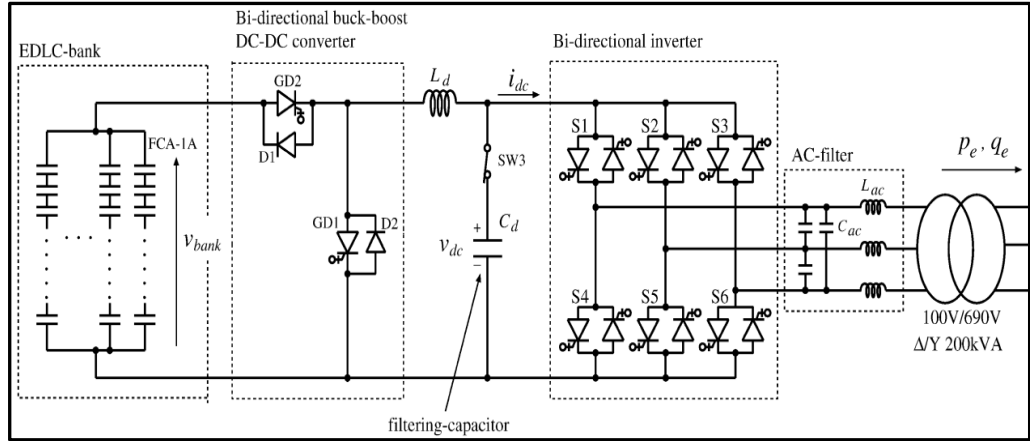 Bi-directional buck-boost
DC-DC converter
EDLC-bank
Bi-directional inverter
GD2
L_d
i_dc
D1
FCA-1A
S1
S2
S3
SW3
AC-filter
p_e, q_e
L_ac
C_ac
GD1
D2
v_bank
+
C_d
v_dc
−
S4
S5
S6
100V/690V
Δ/Y 200kVA
filtering-capacitor